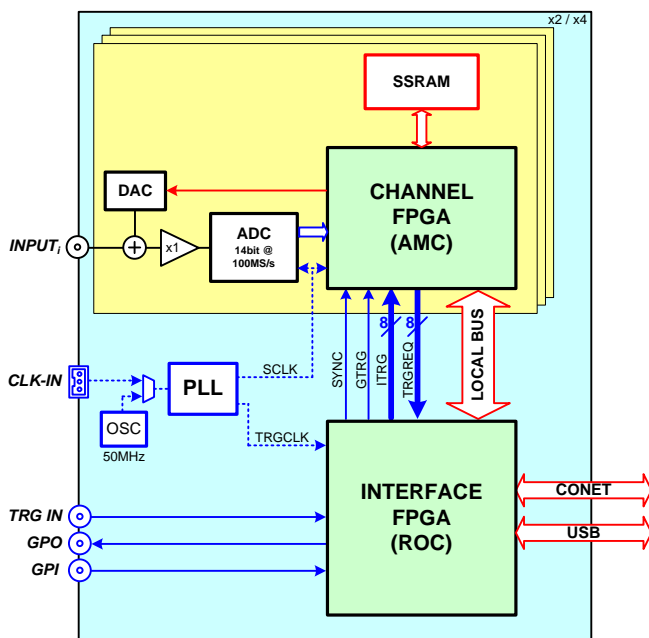 x2 / x4
SSRAM
DAC
CHANNEL
FPGA
(AMC)
ADC
14bit @
100MS/s
x1
INPUTi
8
8
SYNC
GTRG
ITRG
TRGREQ
LOCAL BUS
SCLK
CLK-IN
PLL
OSC
50MHz
TRGCLK
INTERFACE
FPGA
(ROC)
CONET
USB
TRG IN
GPO
GPI